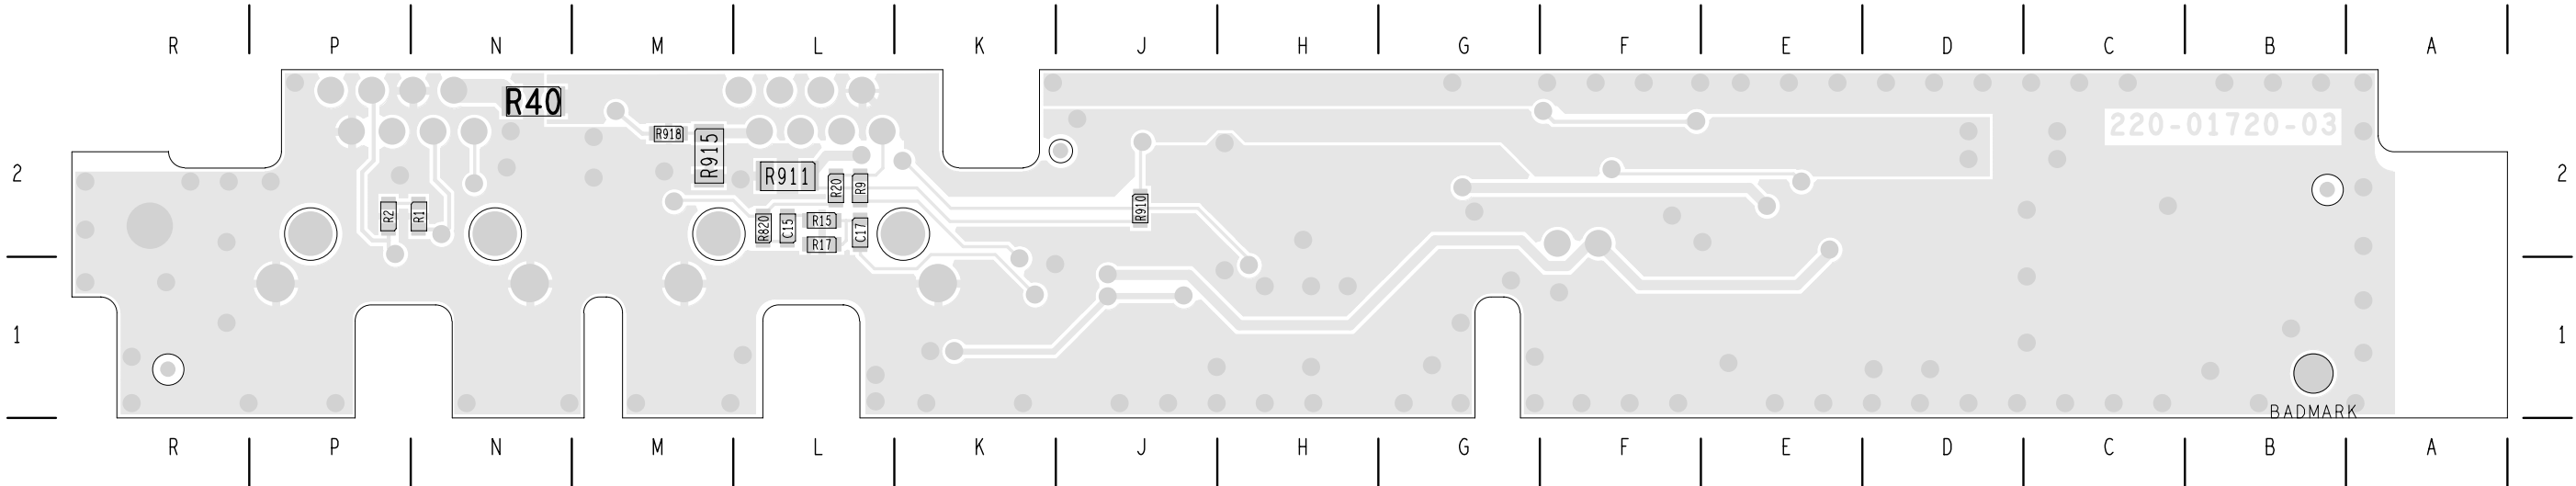 R P N M L K J H G F E D C B A
R40
R918
R915
220-01720-03
2
R911
R20
R9
2
R2
R1
R910
R820
C15
R15
C17
R17
1
1
BADMARK
R P N M L K J H G F E D C B A